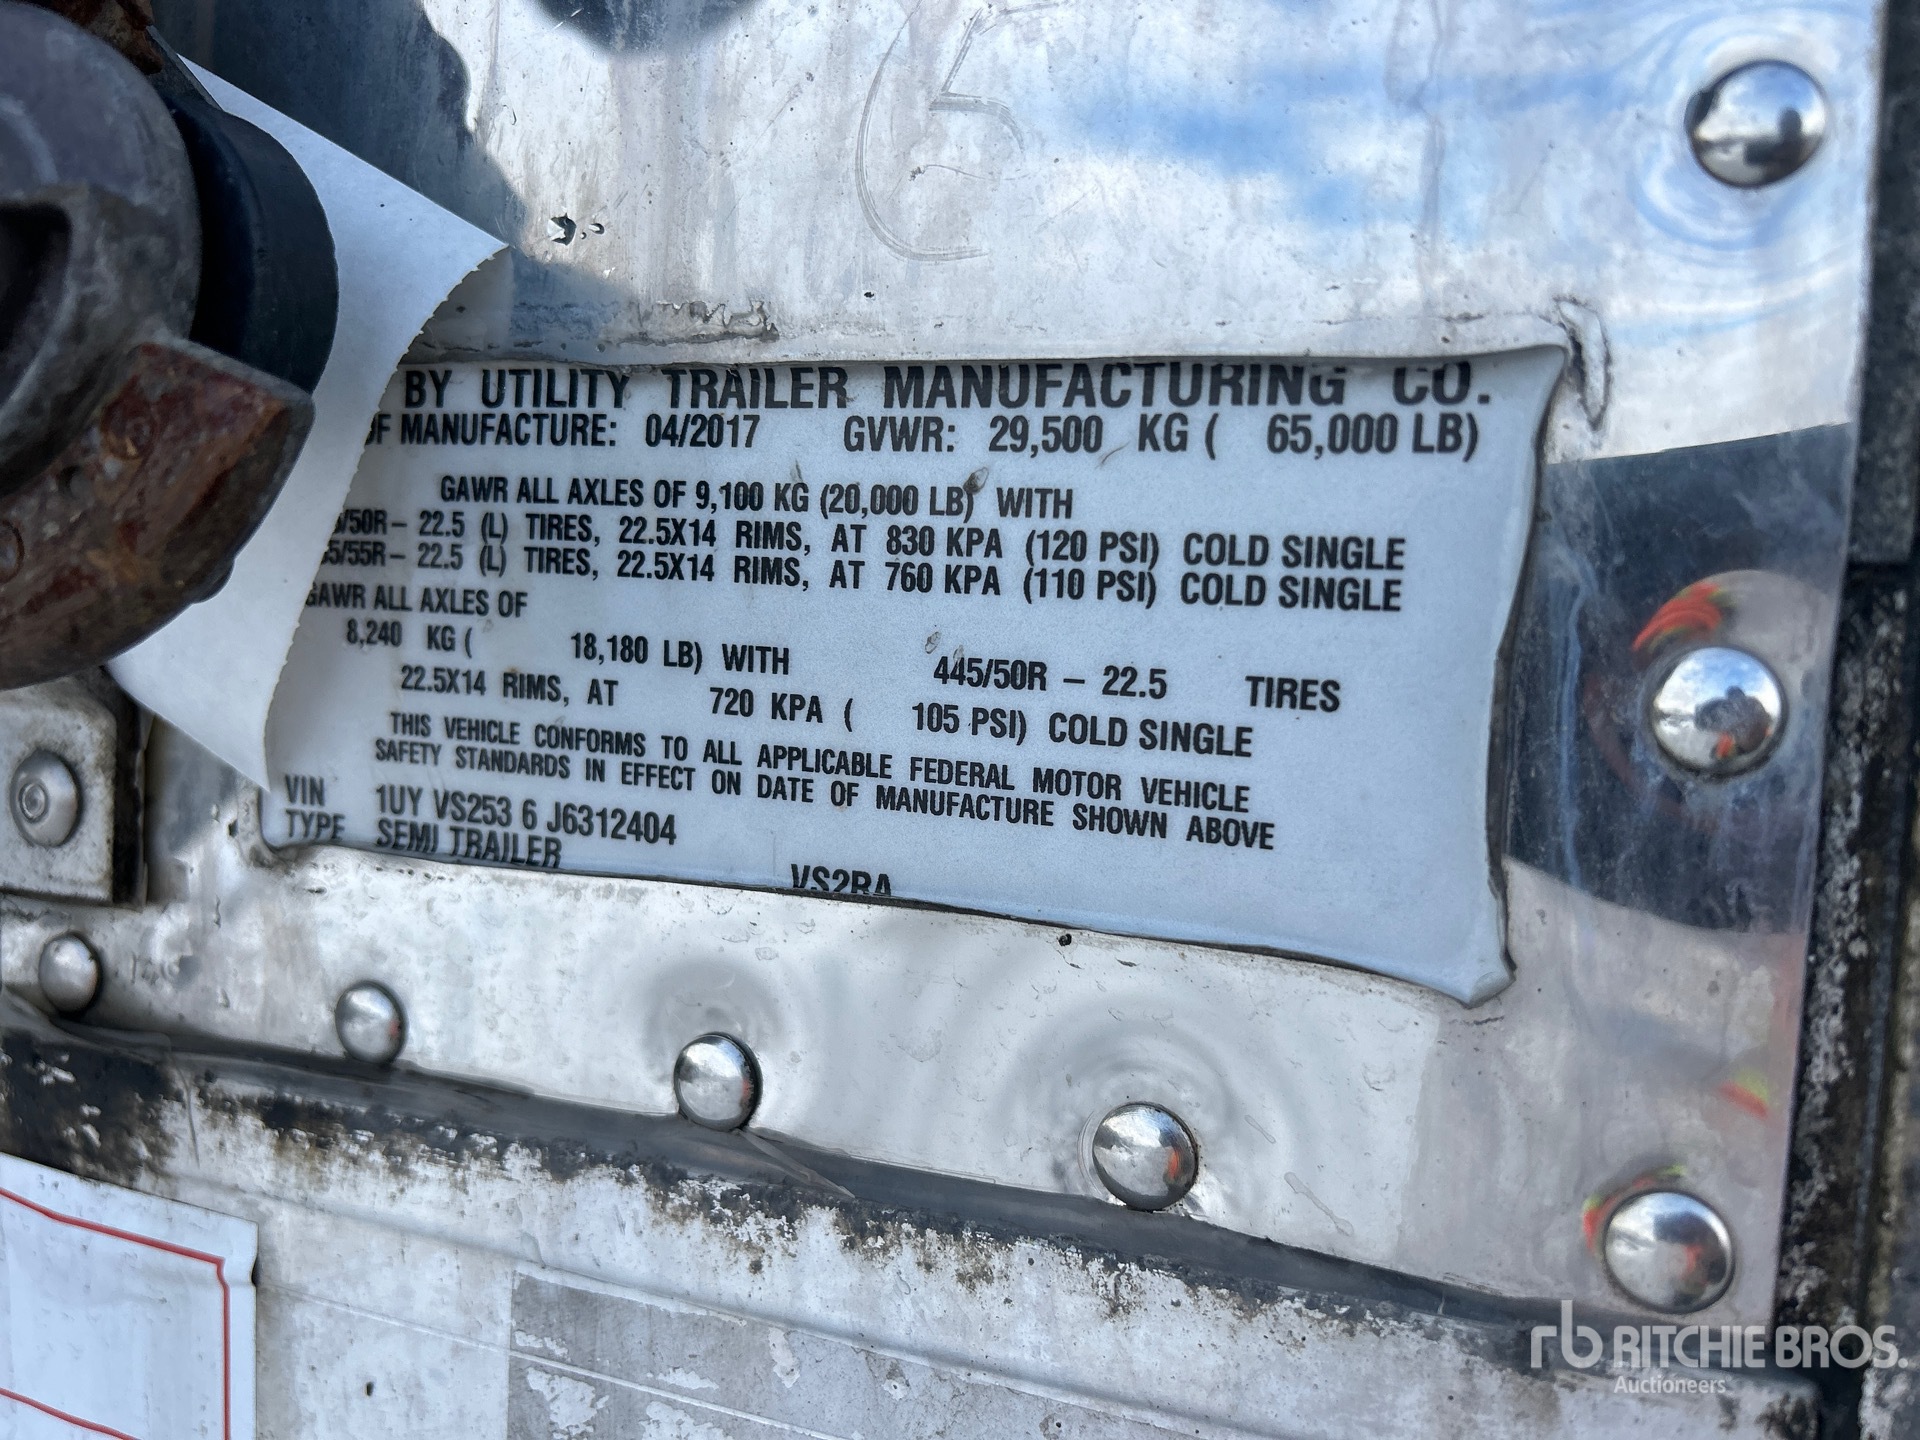 BY UTILITY TRAILER MANUFACTURING CO.
OF MANUFACTURE: 04/2017 GVWR: 29,500 KG ( 65,000 LB)
GAWR ALL AXLES OF 9,100 KG (20,000 LB) WITH
/50R- 22.5 (L) TIRES, 22.5X14 RIMS, AT 830 KPA (120 PSI) COLD SINGLE
5/55R- 22.5 (L) TIRES, 22.5X14 RIMS, AT 760 KPA (110 PSI) COLD SINGLE
GAWR ALL AXLES OF
8,240 KG ( 18,180 LB) WITH 445/50R - 22.5 TIRES
22.5X14 RIMS, AT 720 KPA ( 105 PSI) COLD SINGLE
THIS VEHICLE CONFORMS TO ALL APPLICABLE FEDERAL MOTOR VEHICLE
SAFETY STANDARDS IN EFFECT ON DATE OF MANUFACTURE SHOWN ABOVE
VIN 1UY VS253 6 J6312404
TYPE SEMI TRAILER
VS2RA
rb RITCHIE BROS.
Auctioneers